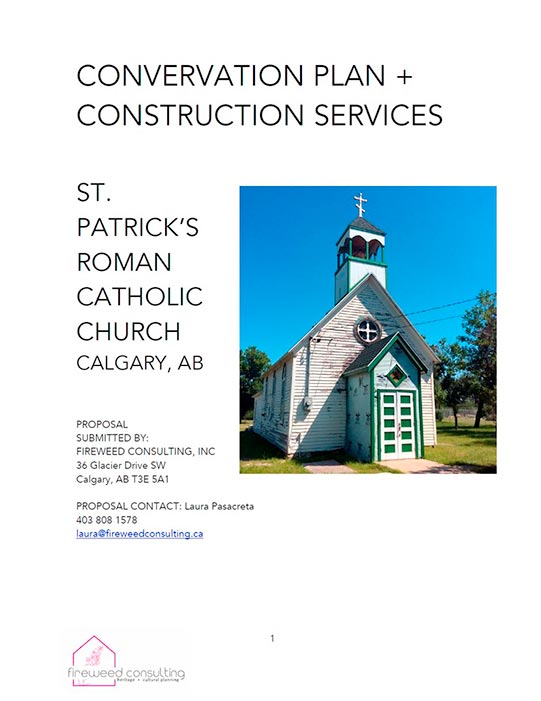 CONVERVATION PLAN +
CONSTRUCTION SERVICES
ST.
PATRICK'S
ROMAN
CATHOLIC
CHURCH
CALGARY, AB
PROPOSAL
SUBMITTED BY:
FIREWEED CONSULTING, INC
36 Glacier Drive SW
Calgary, AB T3E 5A1
PROPOSAL CONTACT: Laura Pasacreta
403 808 1578
laura@fireweedconsulting.ca
1
fireweed consulting
heritage + cultural planning